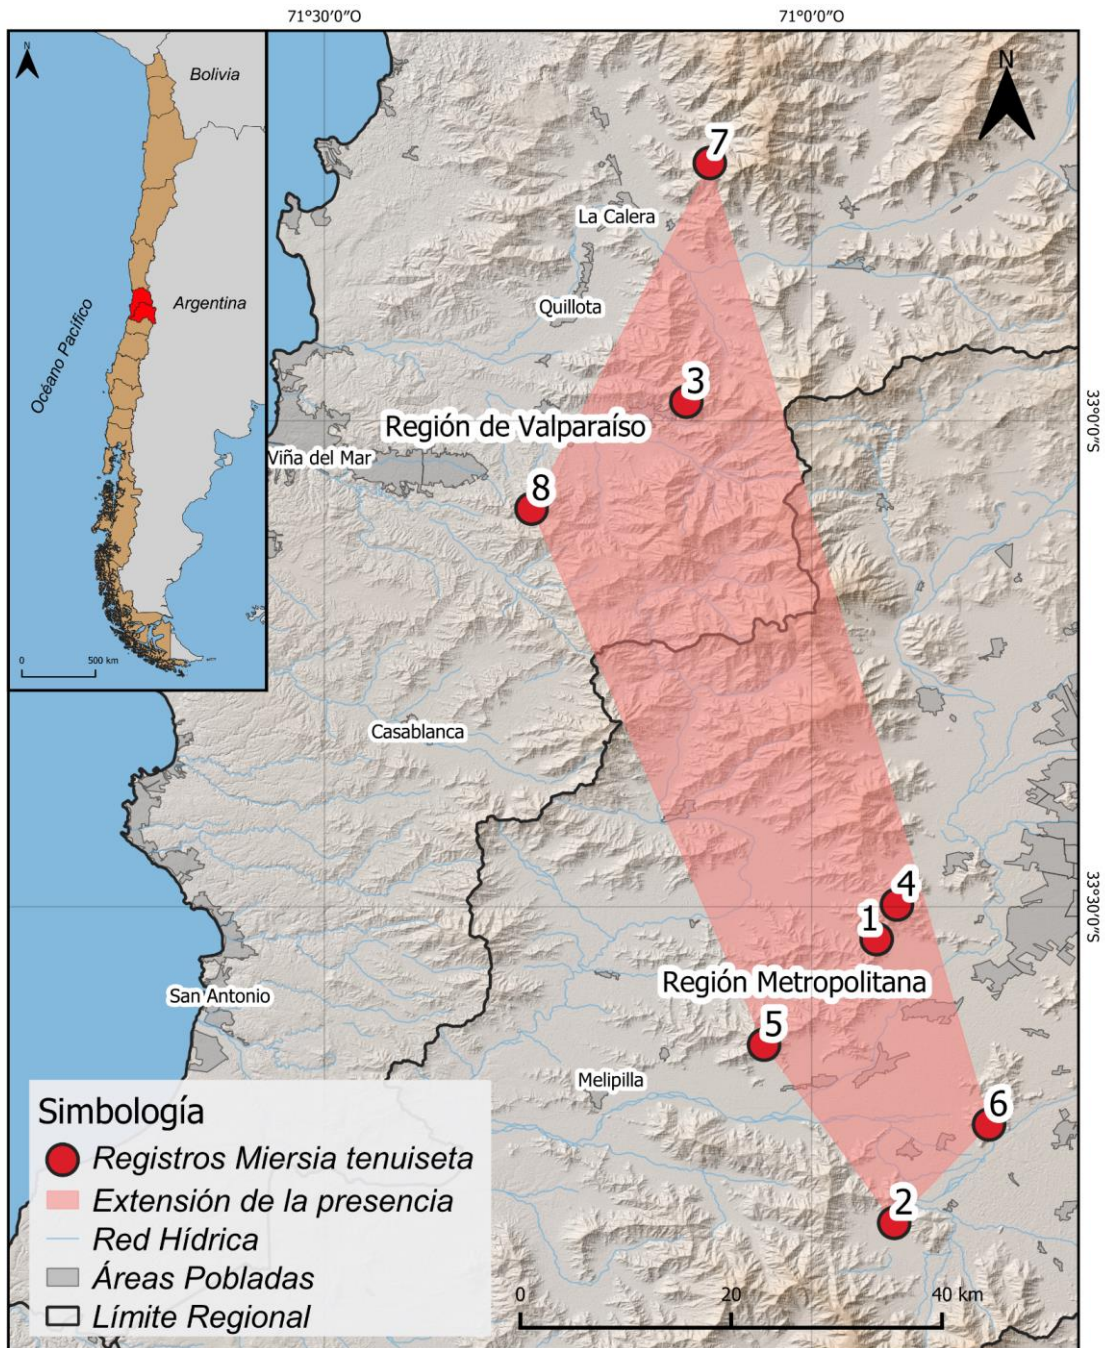 71°30'0"O
71°0'0"O
N
Bolivia
Argentina
Océano Pacífico
0
500 km
N
7
La Calera
Quillota
3
33°0'0"S
Región de Valparaíso
Viña del Mar
8
Casablanca
4
33°30'0"S
1
Región Metropolitana
San Antonio
5
Melipilla
6
2
Simbología
Registros Miersia tenuiseta
Extensión de la presencia
Red Hídrica
Áreas Pobladas
Límite Regional
0
20
40 km